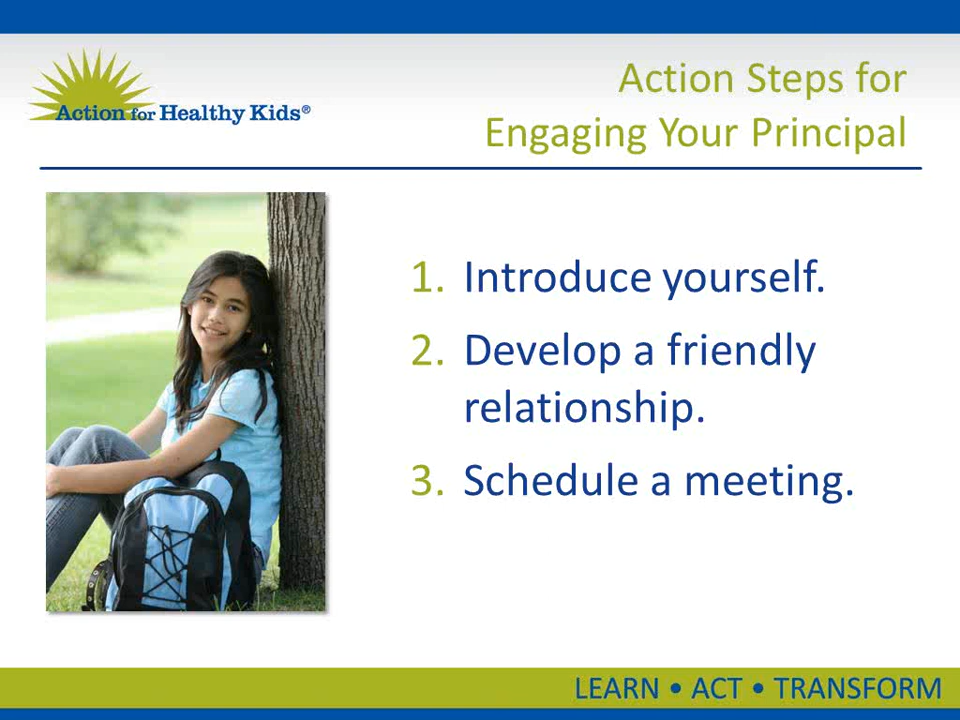 Action for Healthy Kids®
Action Steps for
Engaging Your Principal
1. Introduce yourself.
2. Develop a friendly
relationship.
3. Schedule a meeting.
LEARN • ACT • TRANSFORM